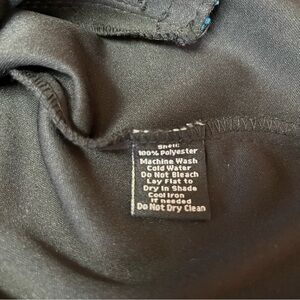 Shell:
100% Polyester
Machine Wash
Cold Water
Do Not Bleach
Lay Flat to
Dry in Shade
Cool Iron
If needed
Do Not Dry Clean